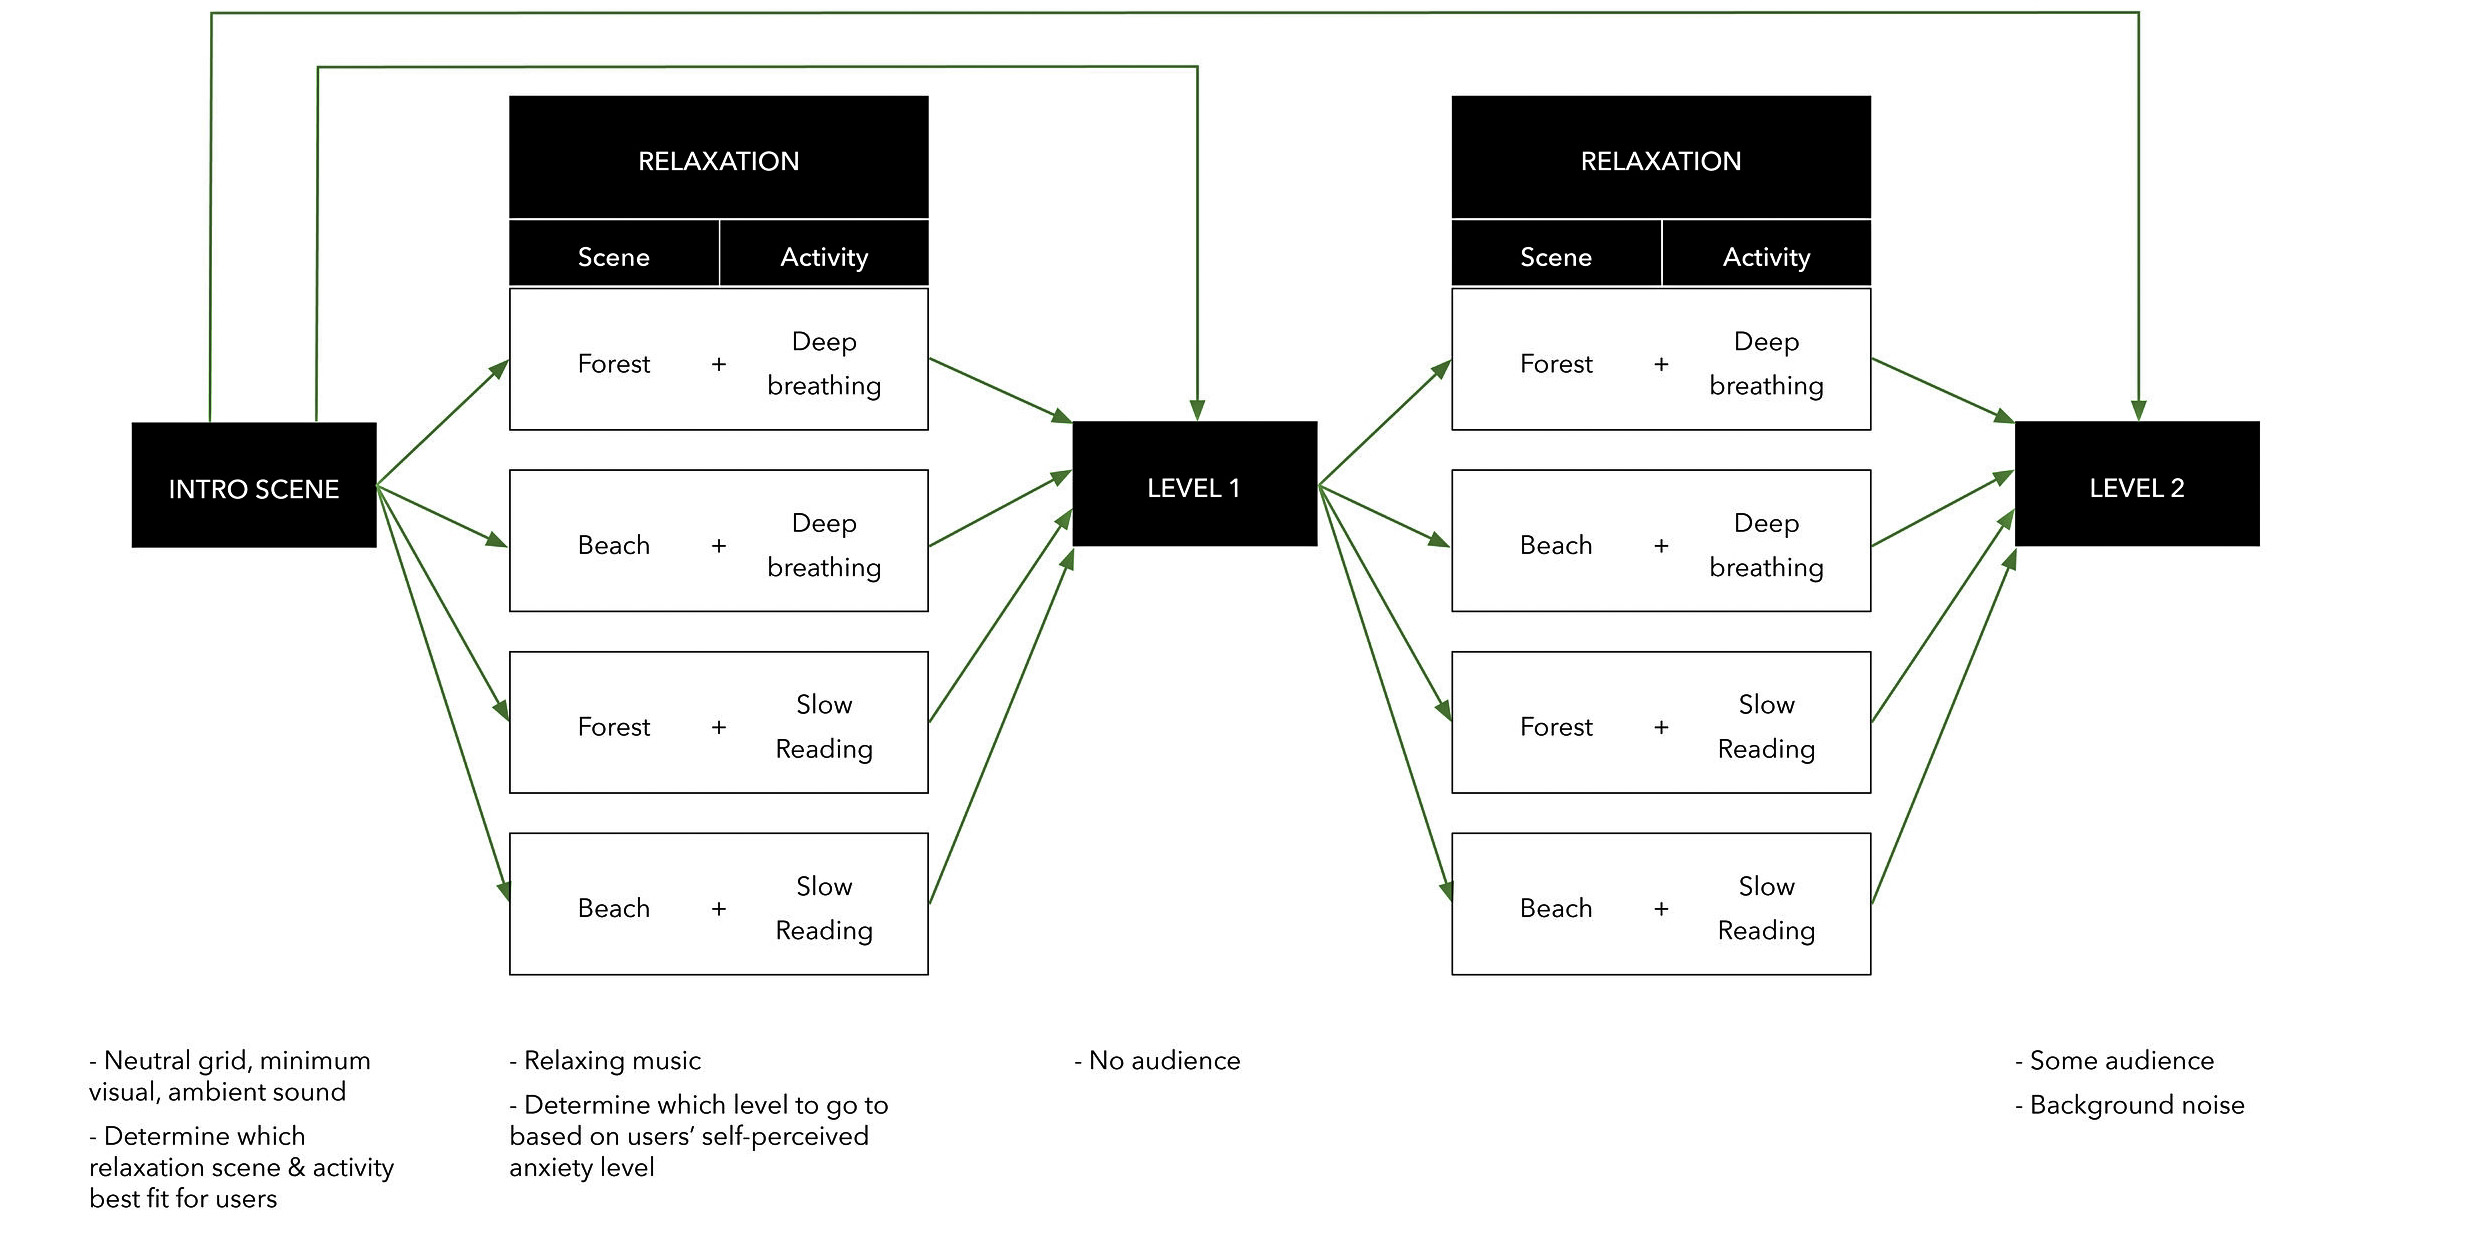 RELAXATION
Scene
Activity
Forest
+
Deep
breathing
Beach
+
Deep
breathing
Forest
+
Slow
Reading
Beach
+
Slow
Reading
INTRO SCENE
LEVEL 1
RELAXATION
Scene
Activity
Forest
+
Deep
breathing
Beach
+
Deep
breathing
Forest
+
Slow
Reading
Beach
+
Slow
Reading
LEVEL 2
- Neutral grid, minimum
visual, ambient sound
- Determine which
relaxation scene & activity
best fit for users
- Relaxing music
- Determine which level to go to
based on users’ self-perceived
anxiety level
- No audience
- Some audience
- Background noise